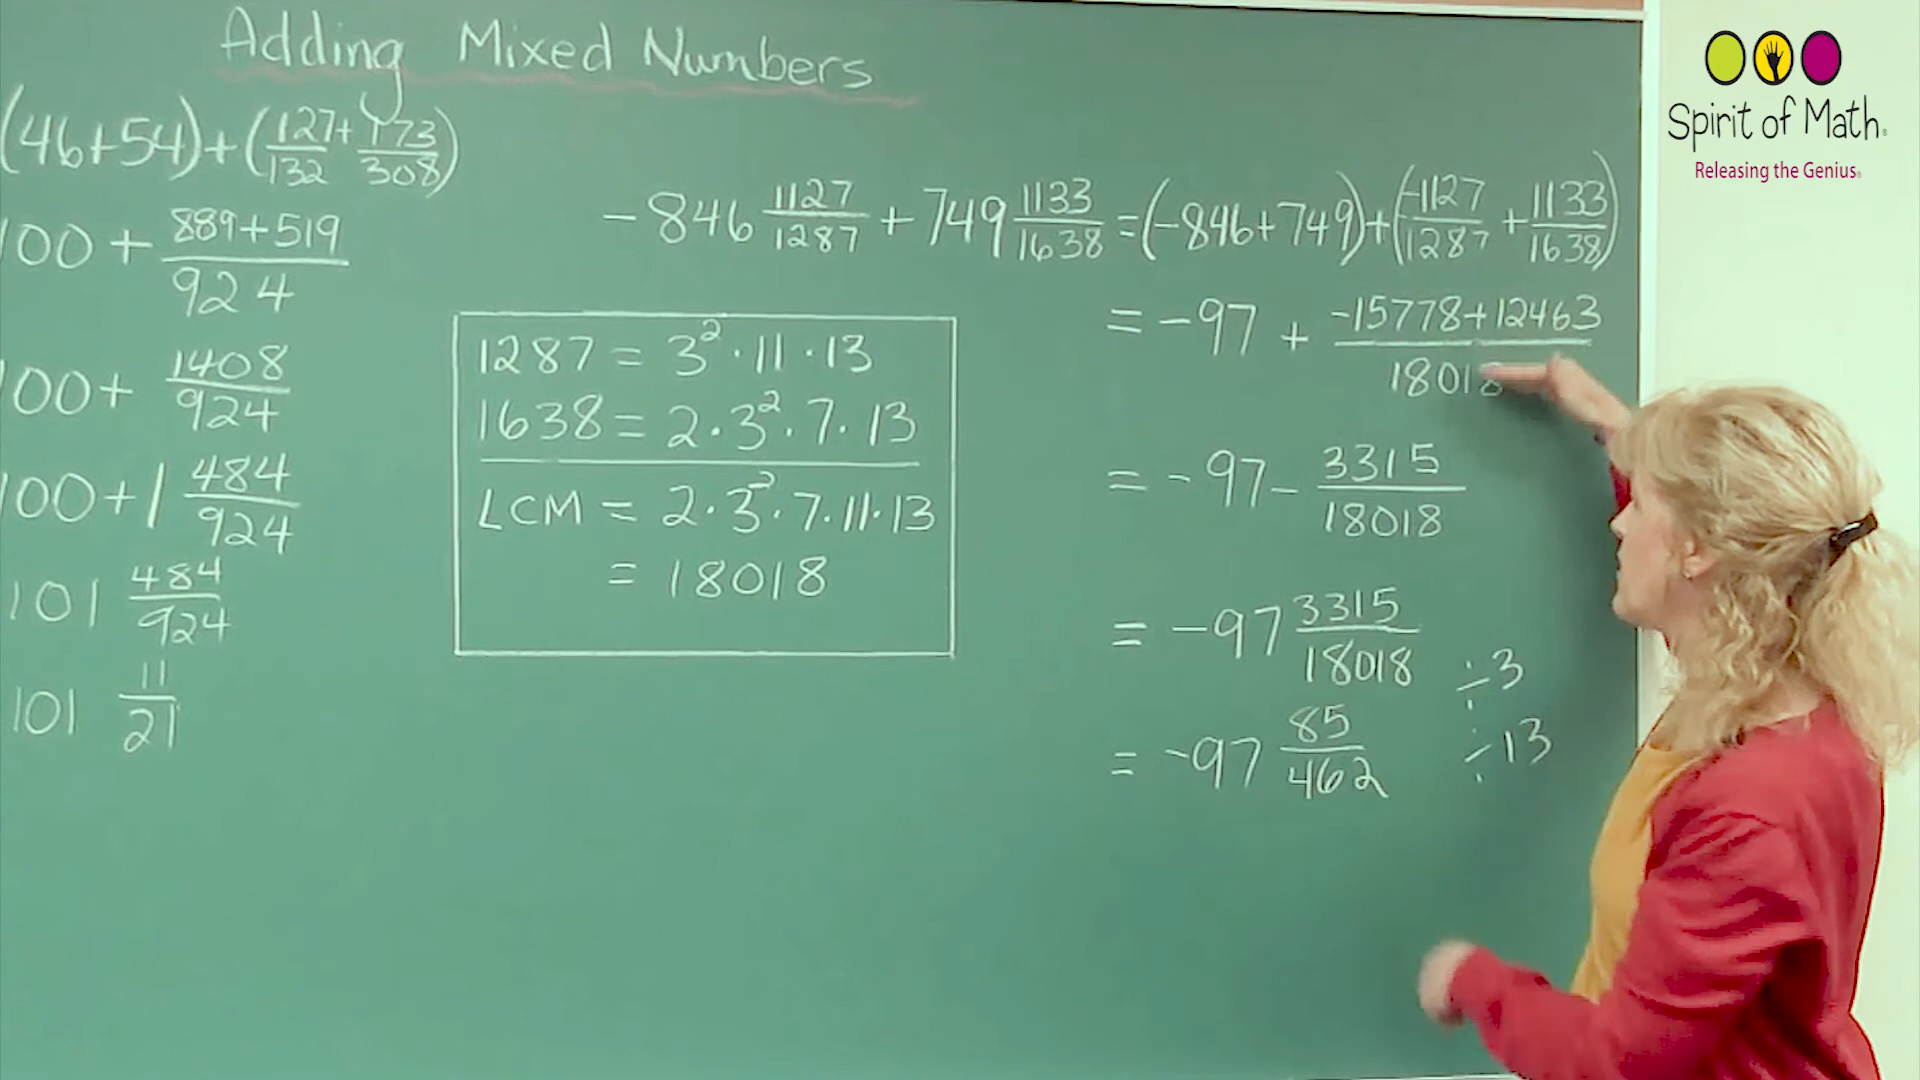 Adding Mixed Numbers
(46+54)+(127/132+173/308)
100 + 889+519/924
100+ 1408/924
100+1 484/924
101 484/924
101 11/21
-846 1127/1287 + 749 1133/1638 = (-846+749)+(-1127/1287+1133/1638)
= -97 + -15778+12463/18018
= -97- 3315/18018
= -97 3315/18018 ÷3
= -97 85/462 ÷13
1287 = 3²·11·13
1638 = 2·3²·7·13
LCM = 2·3²·7·11·13
= 18018
Spirit of Math®
Releasing the Genius®